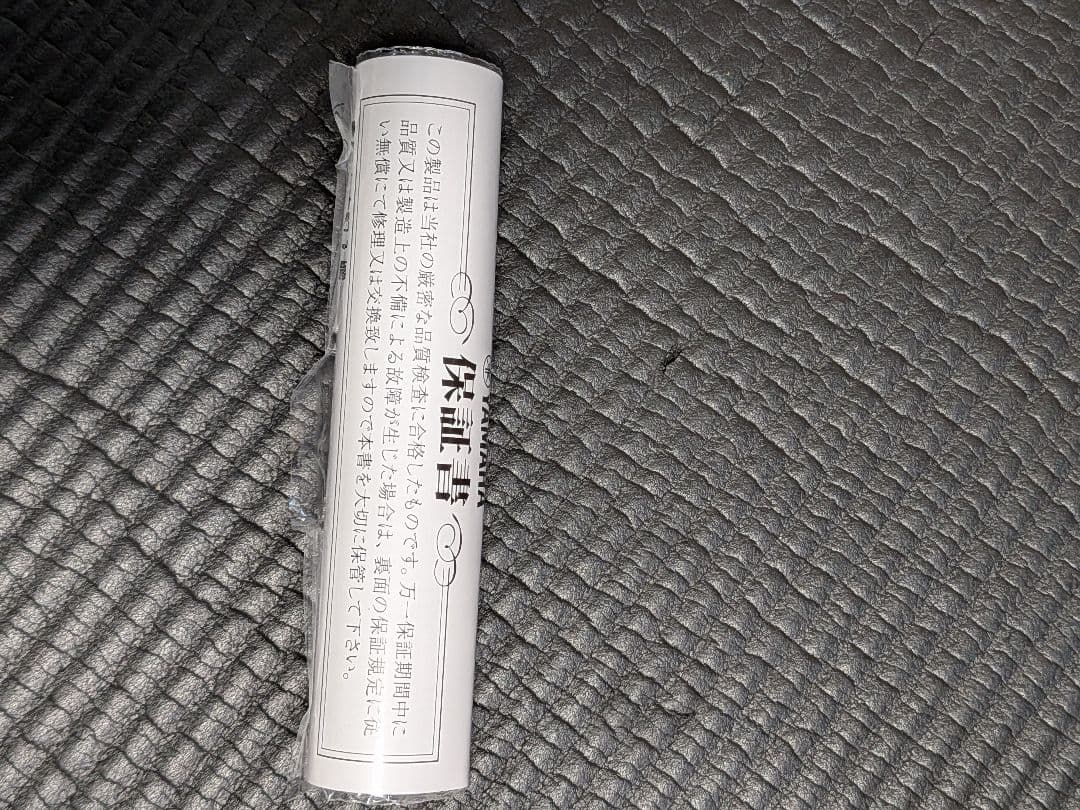 保証書
この製品は当社の厳密な品質検査に合格したものです。万一保証期間中に
品質又は製造上の不備による故障が生じた場合は、裏面の保証規定に従
い無償にて修理又は交換致しますので本書を大切に保管して下さい。